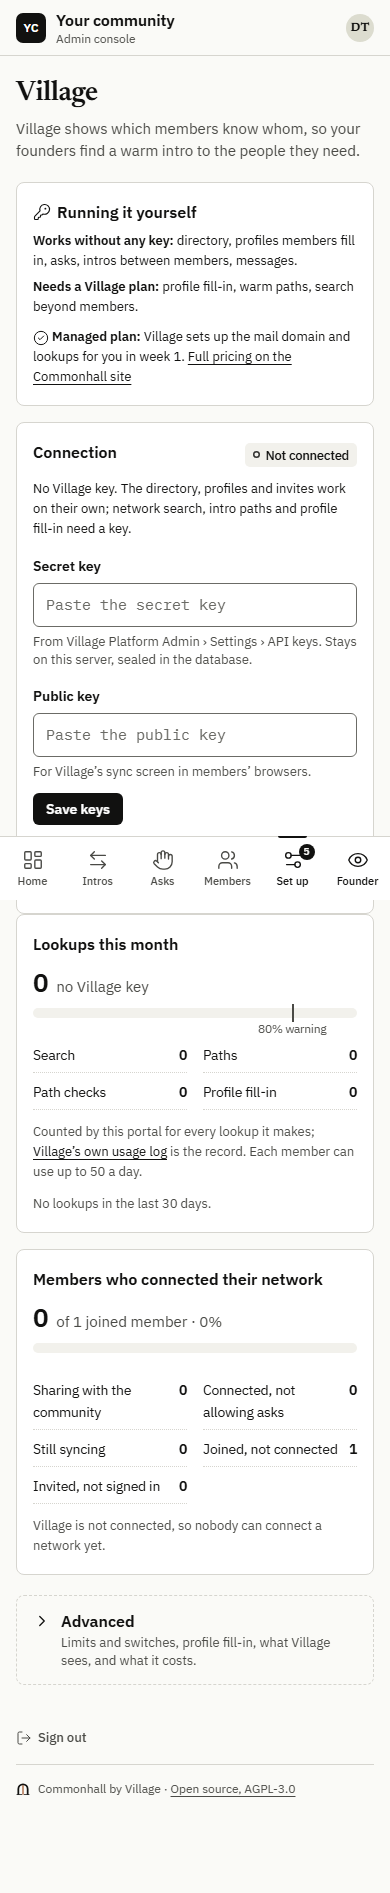 YC
Your community
Admin console
DT
Village
Village shows which members know whom, so your
founders find a warm intro to the people they need.
Running it yourself
Works without any key: directory, profiles members fill
in, asks, intros between members, messages.
Needs a Village plan: profile fill-in, warm paths, search
beyond members.
Managed plan: Village sets up the mail domain and
lookups for you in week 1. Full pricing on the
Commonhall site
Connection
Not connected
No Village key. The directory, profiles and invites work
on their own; network search, intro paths and profile
fill-in need a key.
Secret key
Paste the secret key
From Village Platform Admin › Settings › API keys. Stays
on this server, sealed in the database.
Public key
Paste the public key
For Village’s sync screen in members’ browsers.
Save keys
Home
Intros
Asks
Members
5
Set up
Founder
Lookups this month
0 no Village key
80% warning
Search 0
Paths 0
Path checks 0
Profile fill-in 0
Counted by this portal for every lookup it makes;
Village’s own usage log is the record. Each member can
use up to 50 a day.
No lookups in the last 30 days.
Members who connected their network
0 of 1 joined member · 0%
Sharing with the
community 0
Connected, not
allowing asks 0
Still syncing 0
Joined, not connected 1
Invited, not signed in 0
Village is not connected, so nobody can connect a
network yet.
Advanced
Limits and switches, profile fill-in, what Village
sees, and what it costs.
Sign out
Commonhall by Village · Open source, AGPL-3.0